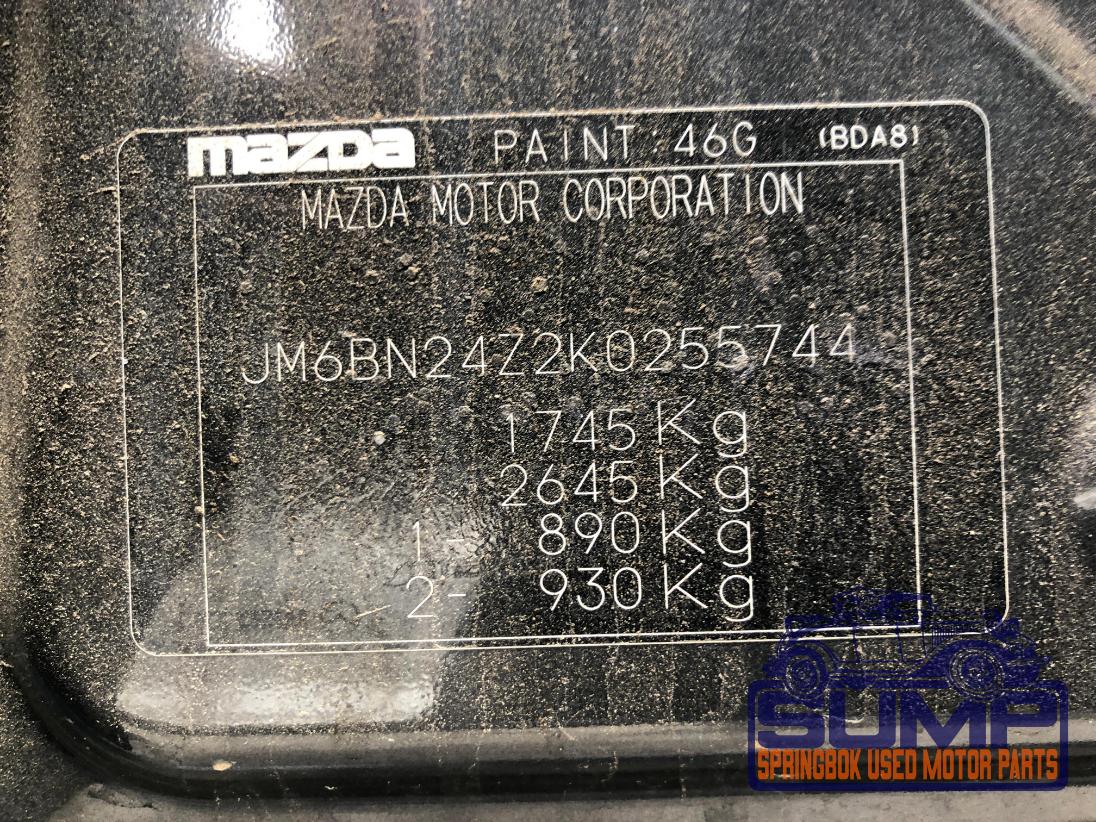 mazda PAINT : 46G (BDA8)
MAZDA MOTOR CORPORATION
JM6BN24Z2K0255744
1745 Kg
2645 Kg
1- 890 Kg
2- 930 Kg
SUMP
SPRINGBOK USED MOTOR PARTS